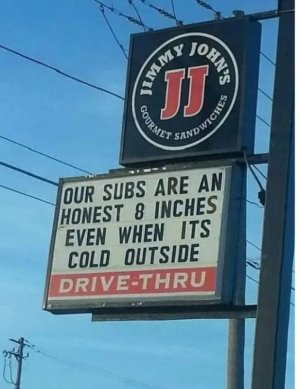 JIMMY JOHN'S
JJ
GOURMET SANDWICHES
OUR SUBS ARE AN
HONEST 8 INCHES
EVEN WHEN ITS
COLD OUTSIDE
DRIVE-THRU